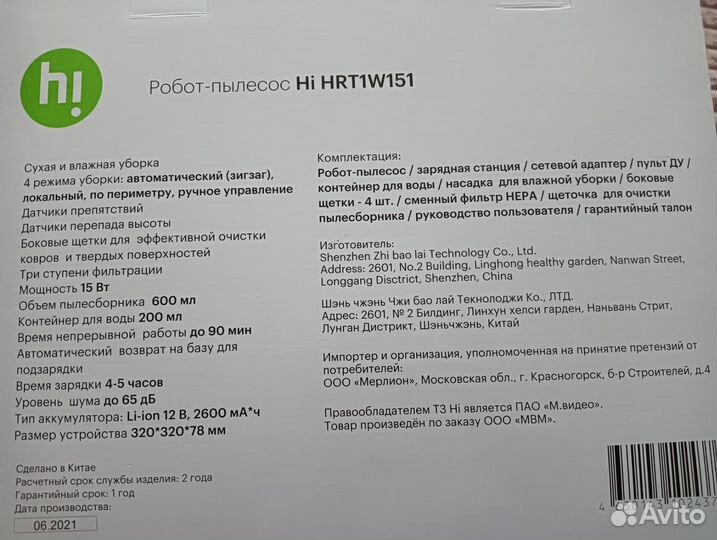 hi
Робот-пылесос Hi HRT1W151
Сухая и влажная уборка
4 режима уборки: автоматический (зигзаг),
локальный, по периметру, ручное управление
Датчики препятствий
Датчики перепада высоты
Боковые щетки для эффективной очистки
ковров и твердых поверхностей
Три ступени фильтрации
Мощность 15 Вт
Объем пылесборника 600 мл
Контейнер для воды 200 мл
Время непрерывной работы до 90 мин
Автоматический возврат на базу для
подзарядки
Время зарядки 4-5 часов
Уровень шума до 65 дБ
Тип аккумулятора: Li-ion 12 В, 2600 мА*ч
Размер устройства 320*320*78 мм
Сделано в Китае
Расчетный срок службы изделия: 2 года
Гарантийный срок: 1 год
Дата производства:
06.2021
Комплектация:
Робот-пылесос / зарядная станция / сетевой адаптер / пульт ДУ /
контейнер для воды / насадка для влажной уборки / боковые
щетки - 4 шт. / сменный фильтр HEPA / щеточка для очистки
пылесборника / руководство пользователя / гарантийный талон
Изготовитель:
Shenzhen Zhi bao lai Technology Co., Ltd.
Address: 2601, No.2 Building, Linghong healthy garden, Nanwan Street,
Longgang Disctrict, Shenzhen, China
Шэнь чжэнь Чжи бао лай Текнолоджи Ко., ЛТД.
Адрес: 2601, № 2 Билдинг, Линхун хелси гарден, Наньвань Стрит,
Лунган Дистрикт, Шэньчжэнь, Китай
Импортер и организация, уполномоченная на принятие претензий от
потребителей:
ООО «Мерлион», Московская обл., г. Красногорск, б-р Строителей, д.4
Правообладателем ТЗ Hi является ПАО «М.видео».
Товар произведён по заказу ООО «МВМ».
Avito